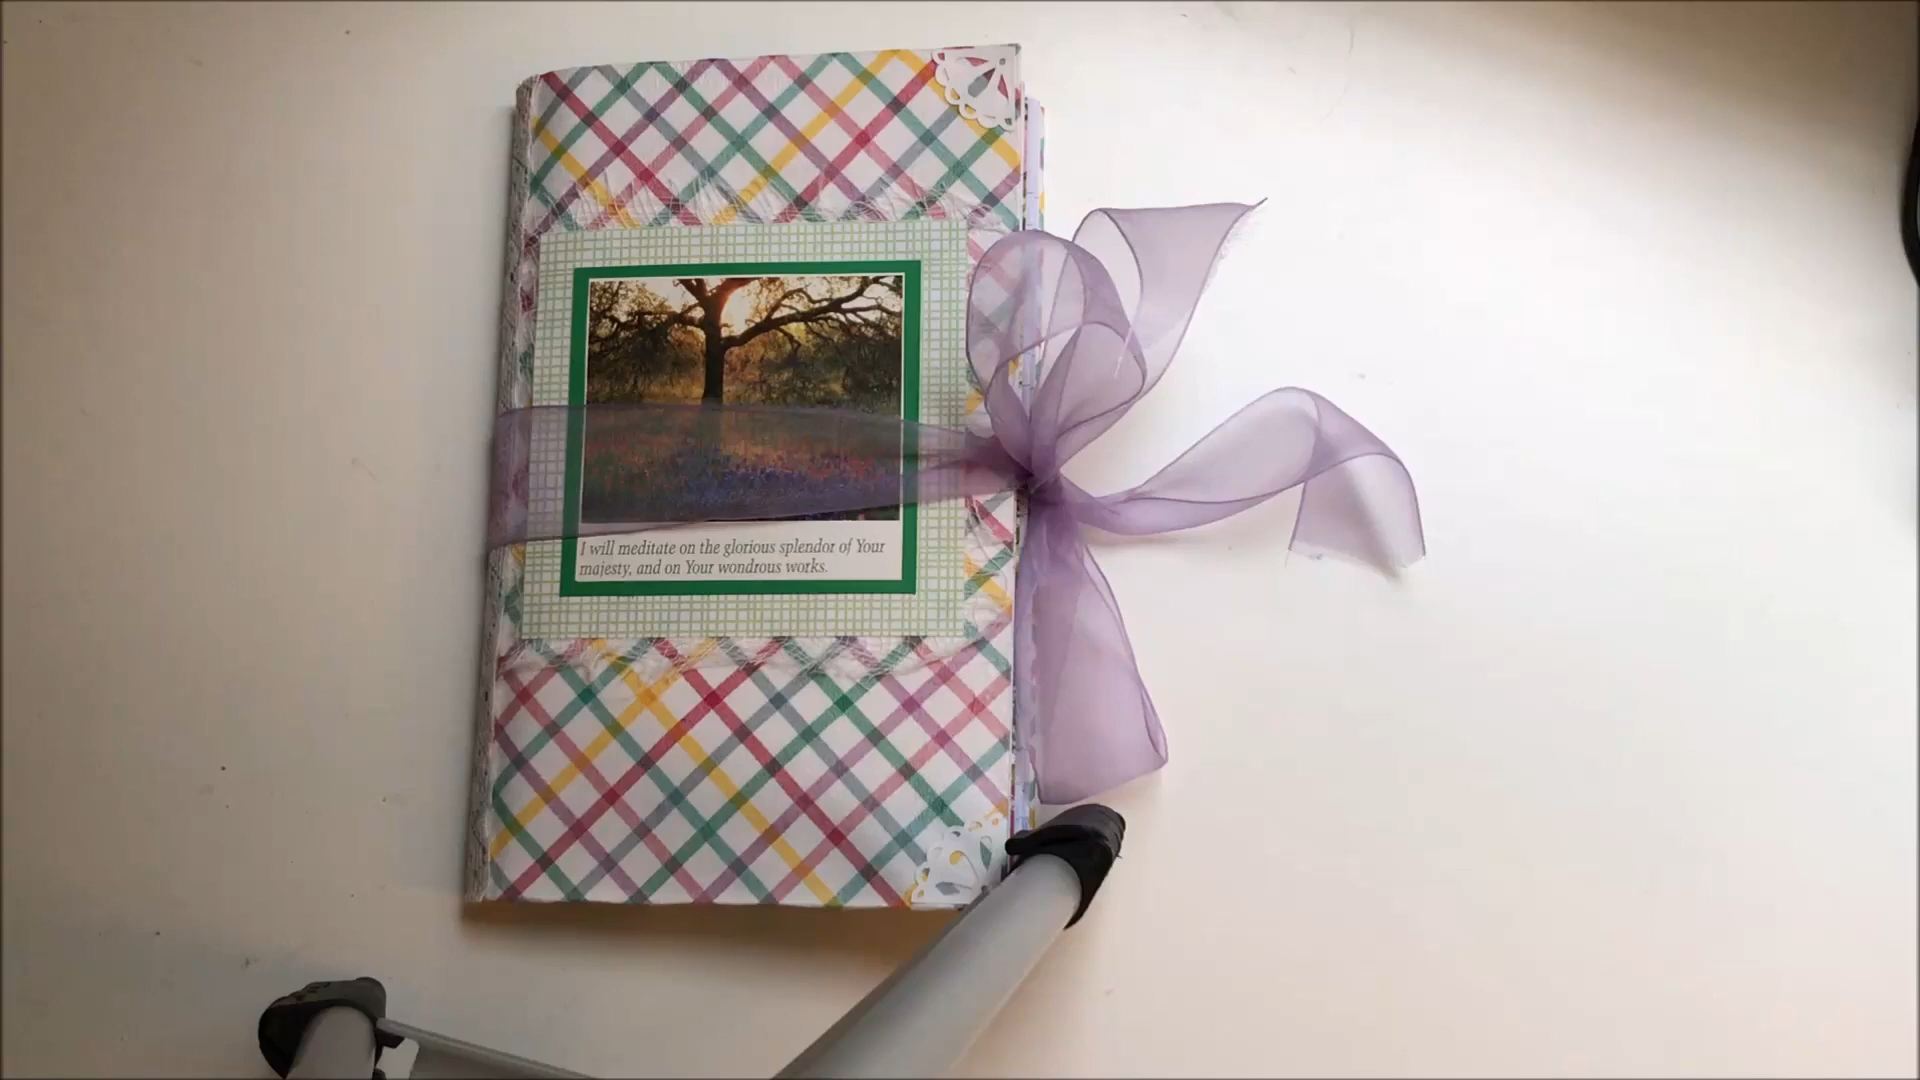 I will meditate on the glorious splendor of Your
majesty, and on Your wondrous works.